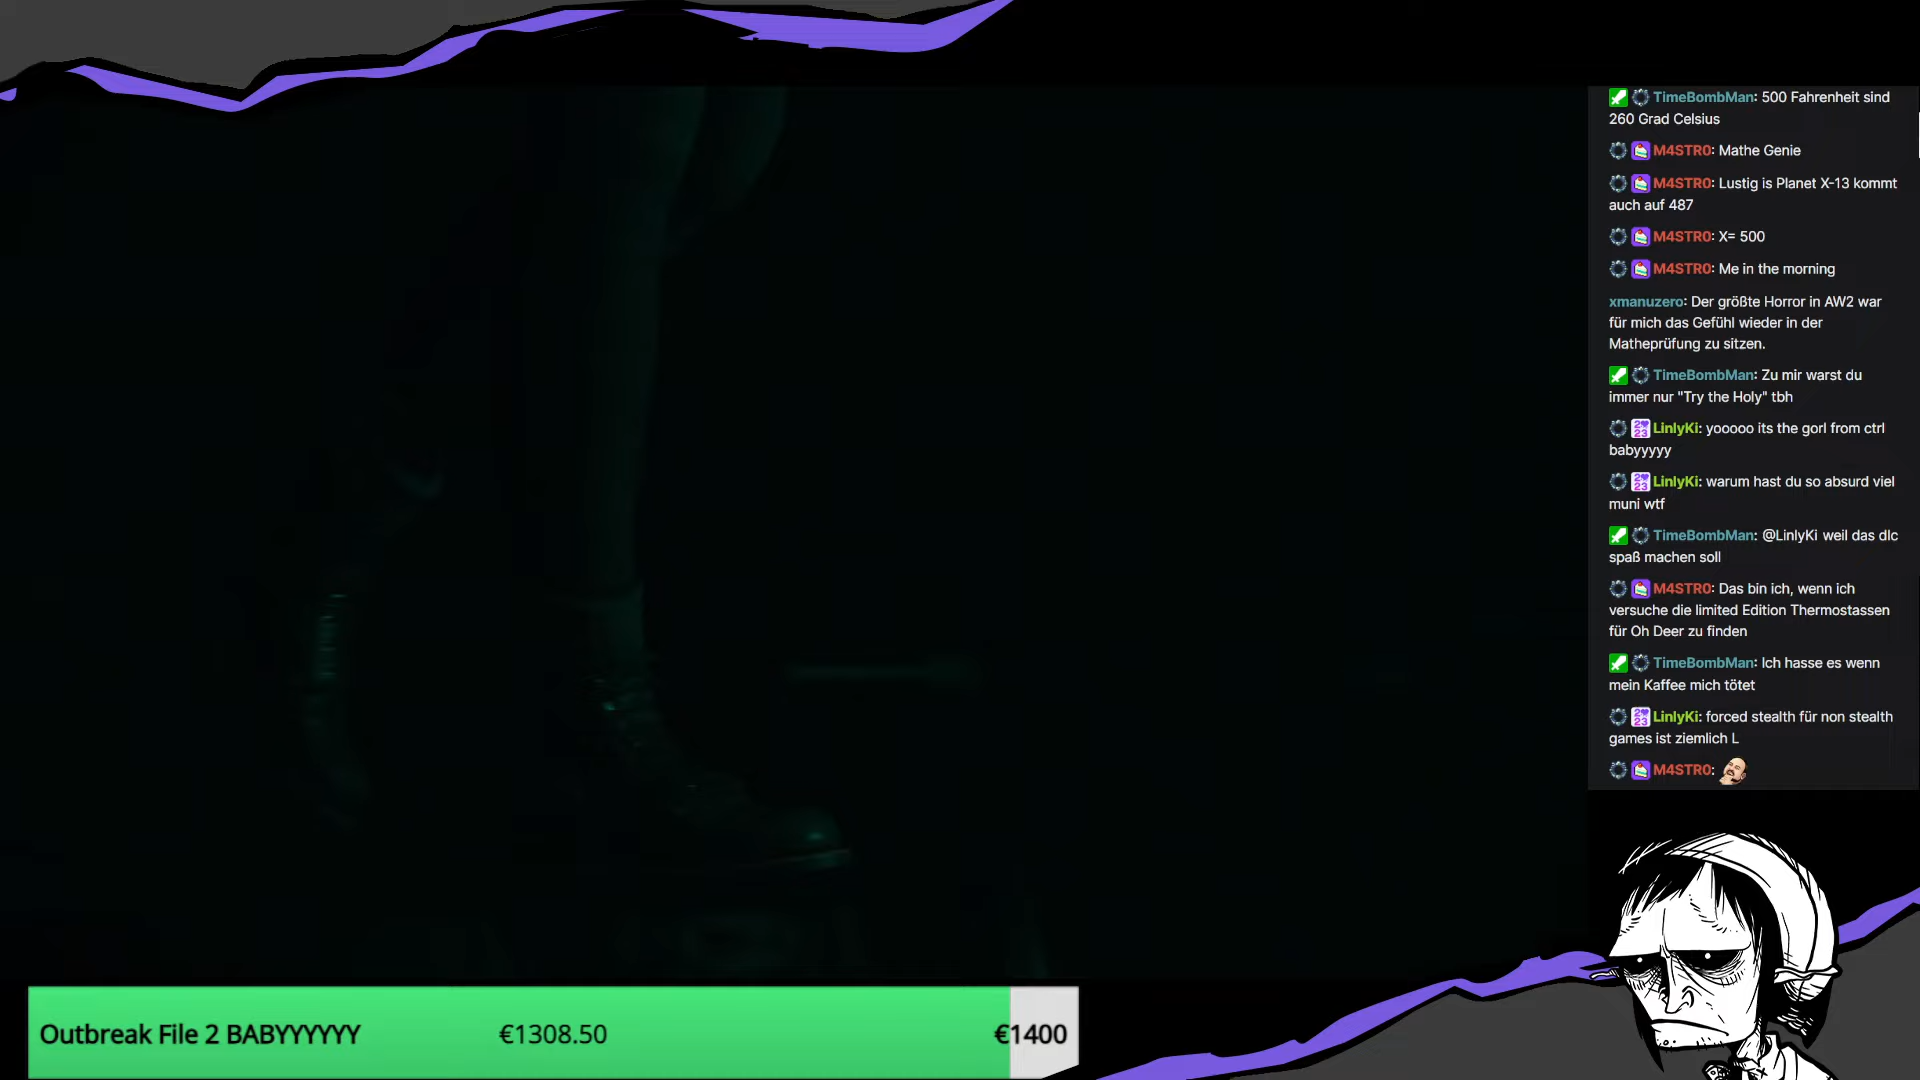 TimeBombMan: 500 Fahrenheit sind
260 Grad Celsius
M4STR0: Mathe Genie
M4STR0: Lustig is Planet X-13 kommt
auch auf 487
M4STR0: X= 500
M4STR0: Me in the morning
xmanuzero: Der größte Horror in AW2 war
für mich das Gefühl wieder in der
Matheprüfung zu sitzen.
TimeBombMan: Zu mir warst du
immer nur "Try the Holy" tbh
LinlyKi: yooooo its the gorl from ctrl
babyyyyy
LinlyKi: warum hast du so absurd viel
muni wtf
TimeBombMan: @LinlyKi weil das dlc
spaß machen soll
M4STR0: Das bin ich, wenn ich
versuche die limited Edition Thermostassen
für Oh Deer zu finden
TimeBombMan: Ich hasse es wenn
mein Kaffee mich tötet
LinlyKi: forced stealth für non stealth
games ist ziemlich L
M4STR0:
Outbreak File 2 BABYYYYYY €1308.50 €1400